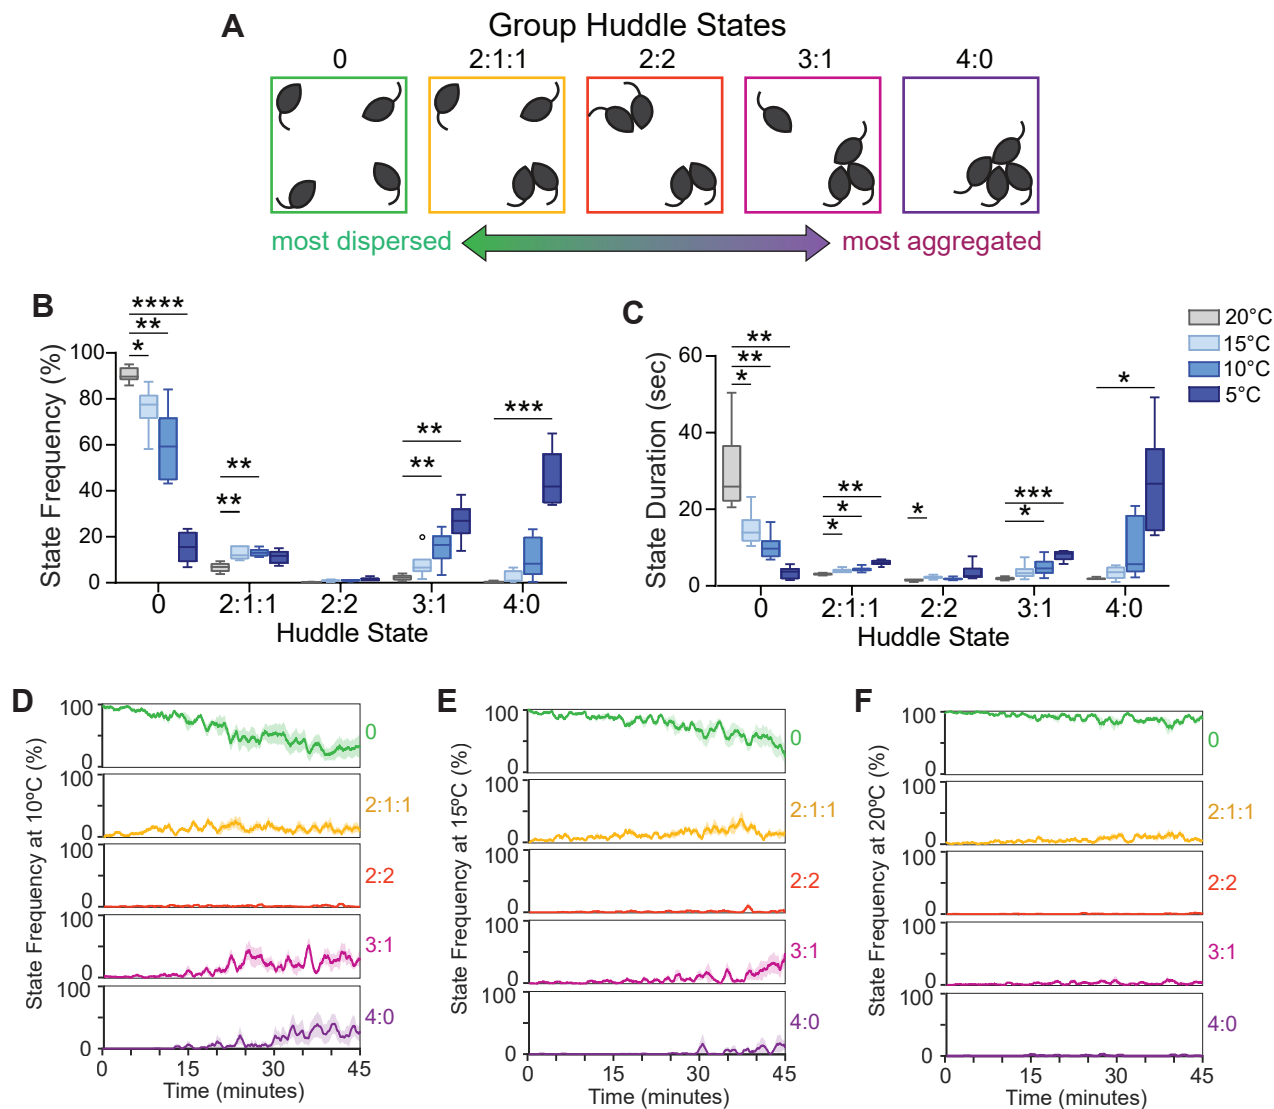 A
Group Huddle States
0 2:1:1 2:2 3:1 4:0
most dispersed most aggregated
B
State Frequency (%)
100
80
60
40
20
0
**** ** *
** **
** **
***
0 2:1:1 2:2 3:1 4:0
Huddle State
C
State Duration (sec)
60
40
20
0
** ** *
** * *
*
*** *
*
0 2:1:1 2:2 3:1 4:0
Huddle State
20°C
15°C
10°C
5°C
D
State Frequency at 10ºC (%)
100
0
0
100
0
2:1:1
100
0
2:2
100
0
3:1
100
0
4:0
0 15 30 45
Time (minutes)
E
State Frequency at 15ºC (%)
100
0
0
100
0
2:1:1
100
0
2:2
100
0
3:1
100
0
4:0
0 15 30 45
Time (minutes)
F
State Frequency at 20ºC (%)
100
0
0
100
0
2:1:1
100
0
2:2
100
0
3:1
100
0
4:0
0 15 30 45
Time (minutes)